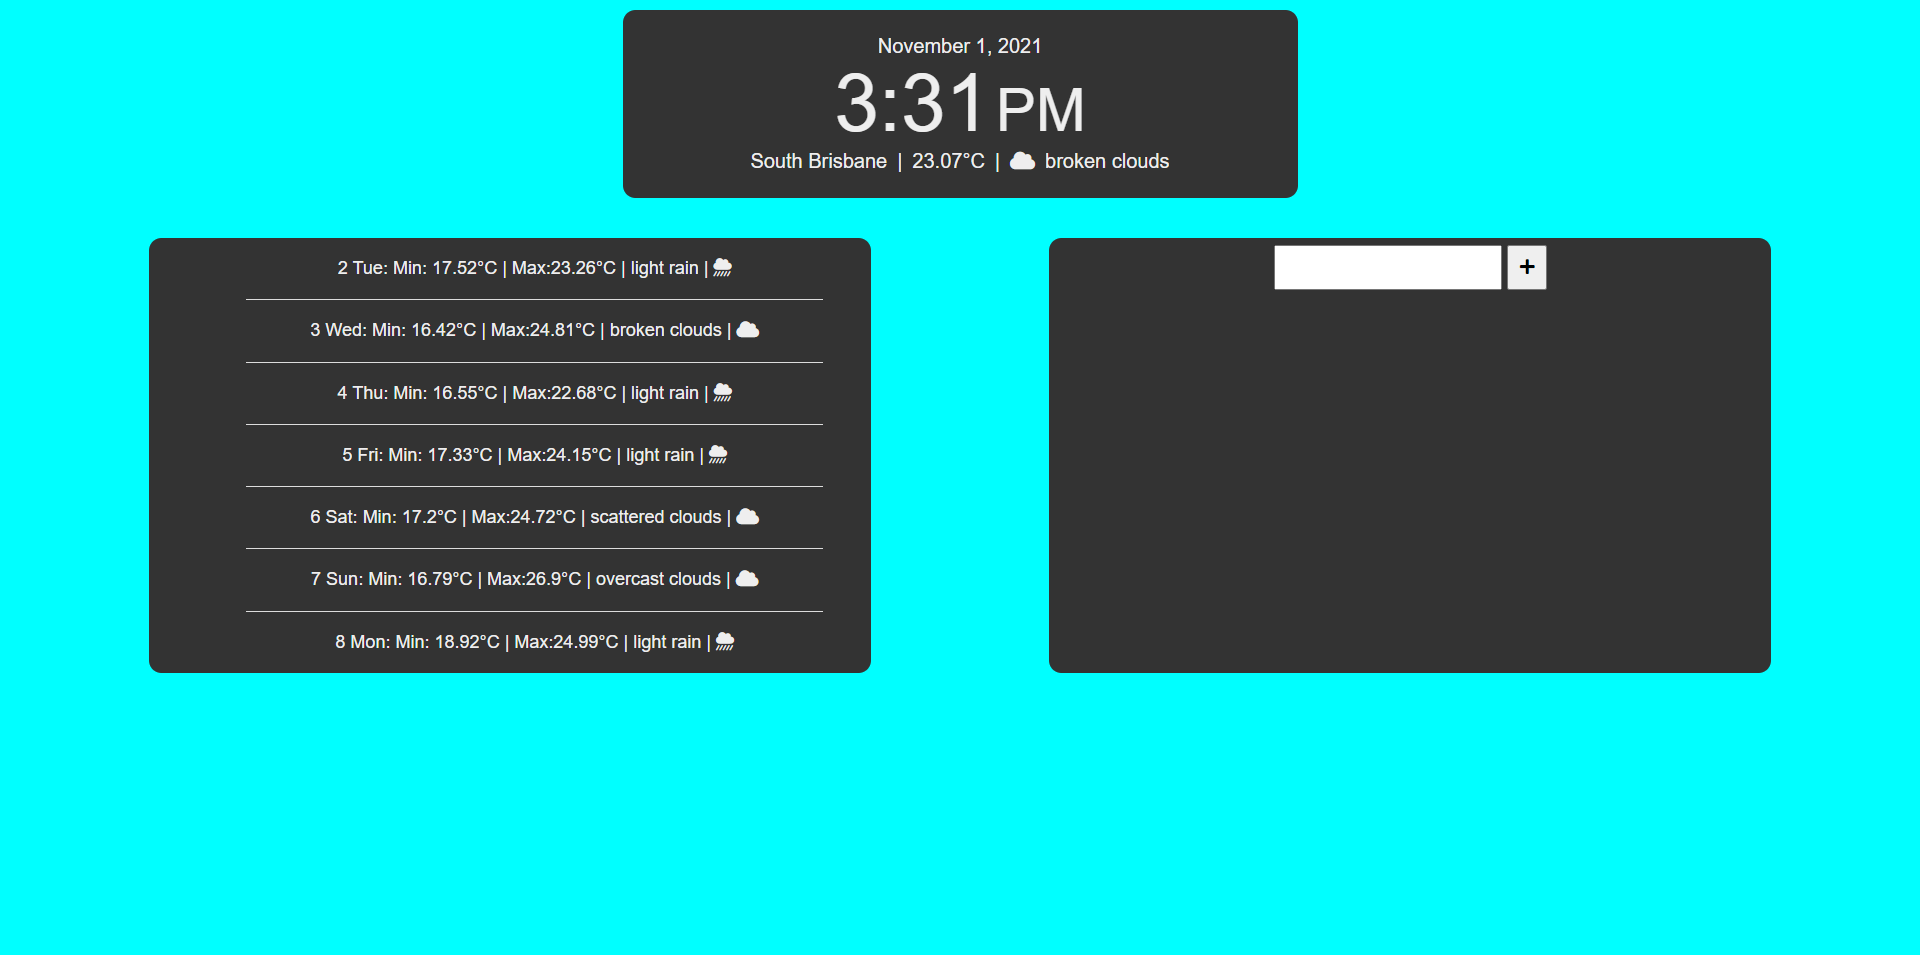 November 1, 2021
3:31 PM
South Brisbane | 23.07°C | broken clouds
2 Tue: Min: 17.52°C | Max:23.26°C | light rain |
3 Wed: Min: 16.42°C | Max:24.81°C | broken clouds |
4 Thu: Min: 16.55°C | Max:22.68°C | light rain |
5 Fri: Min: 17.33°C | Max:24.15°C | light rain |
6 Sat: Min: 17.2°C | Max:24.72°C | scattered clouds |
7 Sun: Min: 16.79°C | Max:26.9°C | overcast clouds |
8 Mon: Min: 18.92°C | Max:24.99°C | light rain |
+